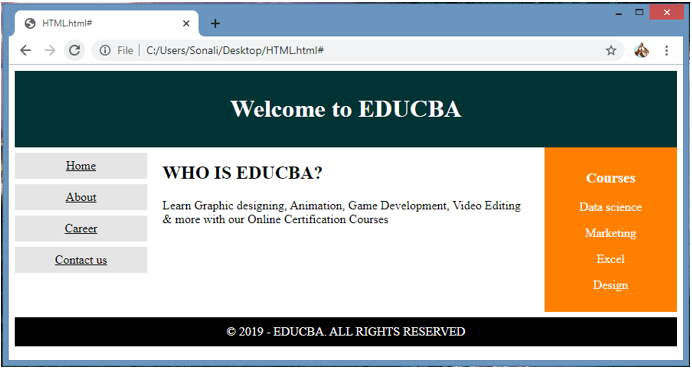 HTML.html#
File | C:/Users/Sonali/Desktop/HTML.html#
Welcome to EDUCBA
Home
About
Career
Contact us
WHO IS EDUCBA?
Learn Graphic designing, Animation, Game Development, Video Editing
& more with our Online Certification Courses
Courses
Data science
Marketing
Excel
Design
© 2019 - EDUCBA. ALL RIGHTS RESERVED